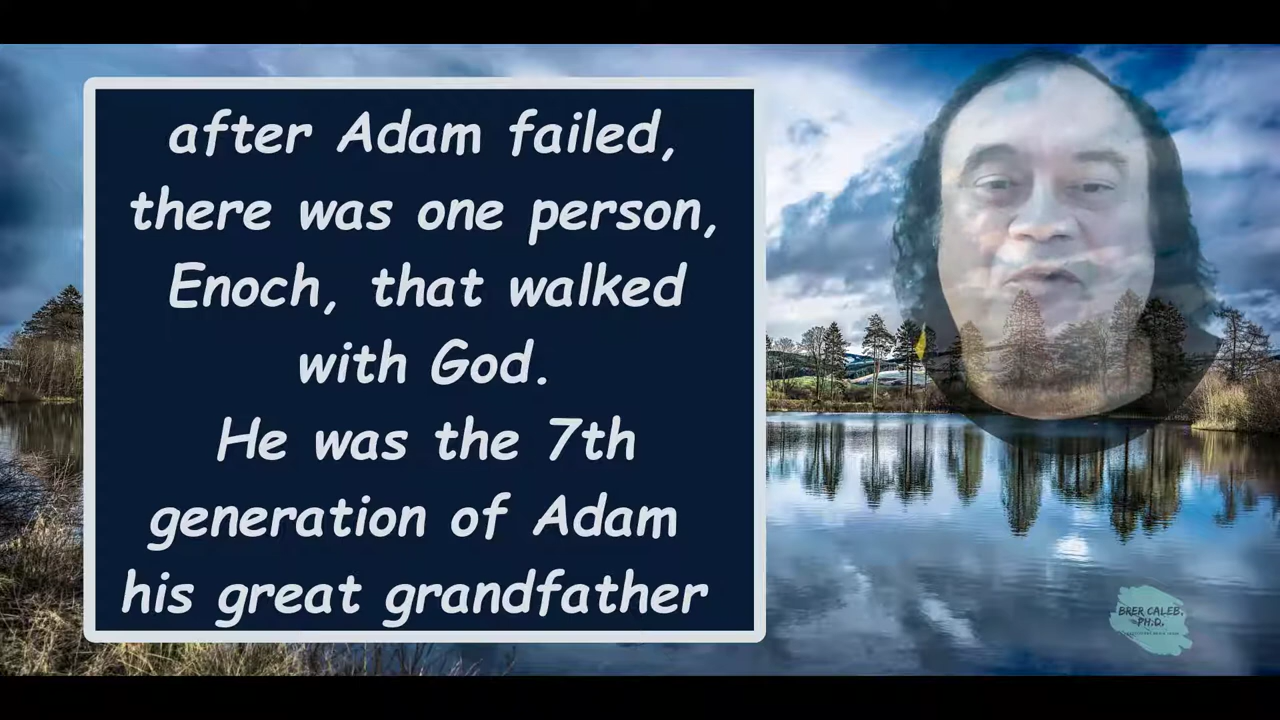 after Adam failed,
there was one person,
Enoch, that walked
with God.
He was the 7th
generation of Adam
his great grandfather
BRER CALEB,
PH.D.